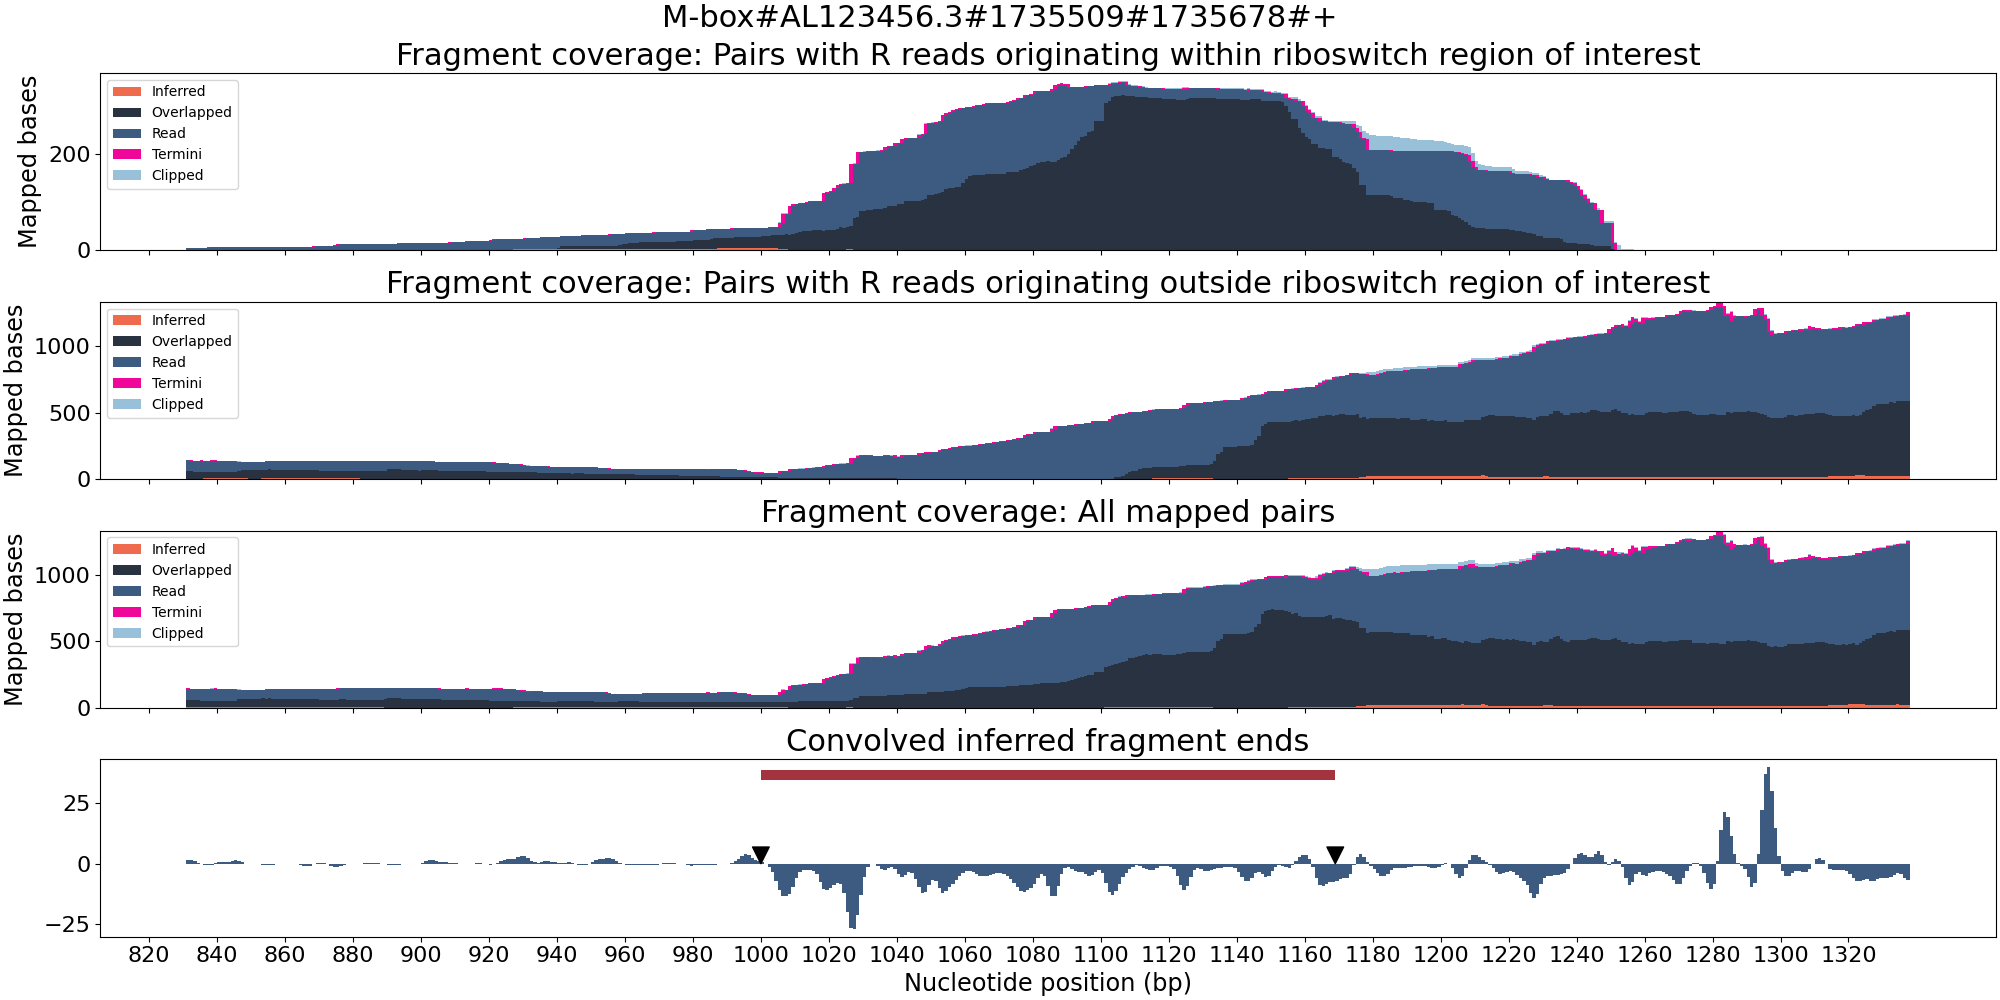 M-box#AL123456.3#1735509#1735678#+
Fragment coverage: Pairs with R reads originating within riboswitch region of interest
Mapped bases
200
0
Inferred
Overlapped
Read
Termini
Clipped
Fragment coverage: Pairs with R reads originating outside riboswitch region of interest
Mapped bases
1000
500
0
Inferred
Overlapped
Read
Termini
Clipped
Fragment coverage: All mapped pairs
Mapped bases
1000
500
0
Inferred
Overlapped
Read
Termini
Clipped
Convolved inferred fragment ends
25
0
−25
820 840 860 880 900 920 940 960 980 1000 1020 1040 1060 1080 1100 1120 1140 1160 1180 1200 1220 1240 1260 1280 1300 1320
Nucleotide position (bp)